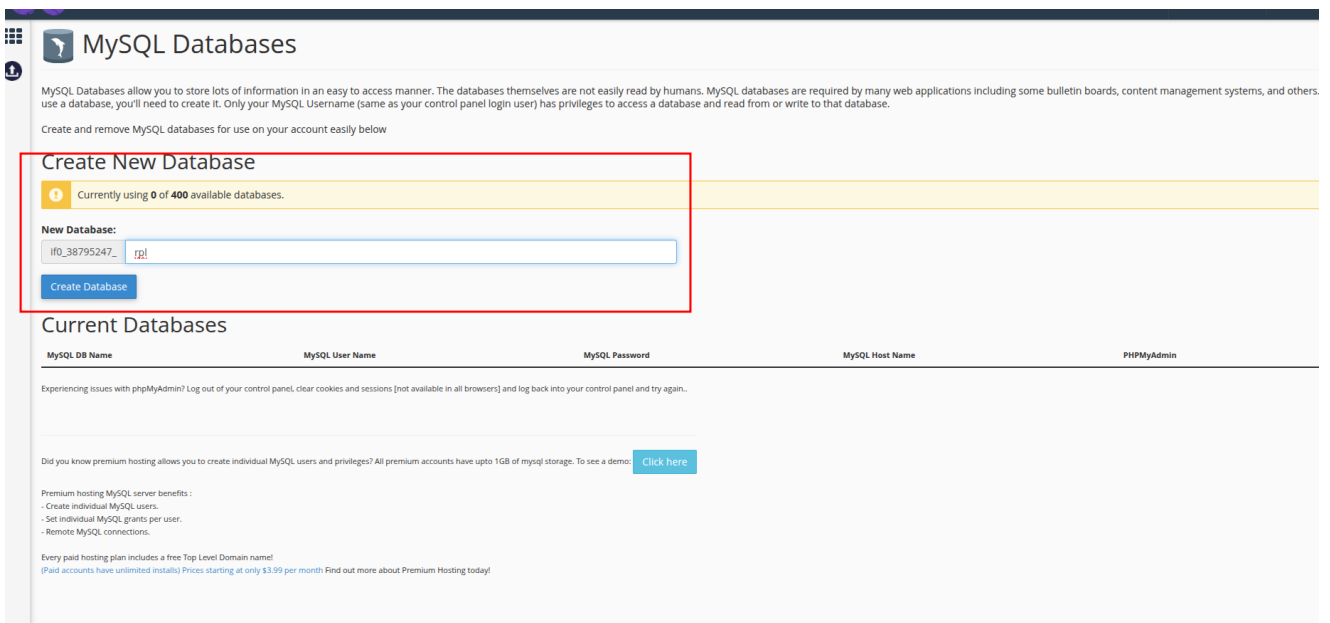 MySQL Databases
MySQL Databases allow you to store lots of information in an easy to access manner. The databases themselves are not easily read by humans. MySQL databases are required by many web applications including some bulletin boards, content management systems, and others.
use a database, you'll need to create it. Only your MySQL Username (same as your control panel login user) has privileges to access a database and read from or write to that database.
Create and remove MySQL databases for use on your account easily below
Create New Database
Currently using 0 of 400 available databases.
New Database:
if0_38795247_ rpl
Create Database
Current Databases
MySQL DB Name MySQL User Name MySQL Password MySQL Host Name PHPMyAdmin
Experiencing issues with phpMyAdmin? Log out of your control panel, clear cookies and sessions [not available in all browsers] and log back into your control panel and try again..
Did you know premium hosting allows you to create individual MySQL users and privileges? All premium accounts have upto 1GB of mysql storage. To see a demo: Click here
Premium hosting MySQL server benefits :
- Create individual MySQL users.
- Set individual MySQL grants per user.
- Remote MySQL connections.
Every paid hosting plan includes a free Top Level Domain name!
(Paid accounts have unlimited installs) Prices starting at only $3.99 per month Find out more about Premium Hosting today!